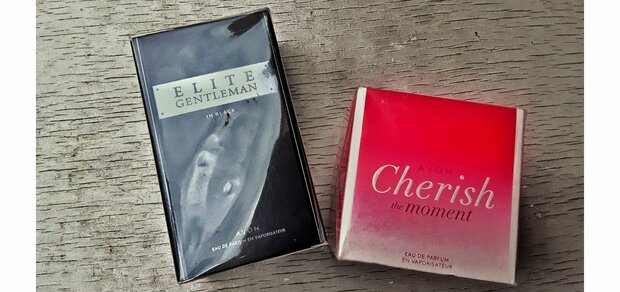 ELITE
GENTLEMAN
IN BLACK
AVON
EAU DE PARFUM EN VAPORISATEUR
AVON
Cherish
the moment
EAU DE PARFUM
EN VAPORISATEUR